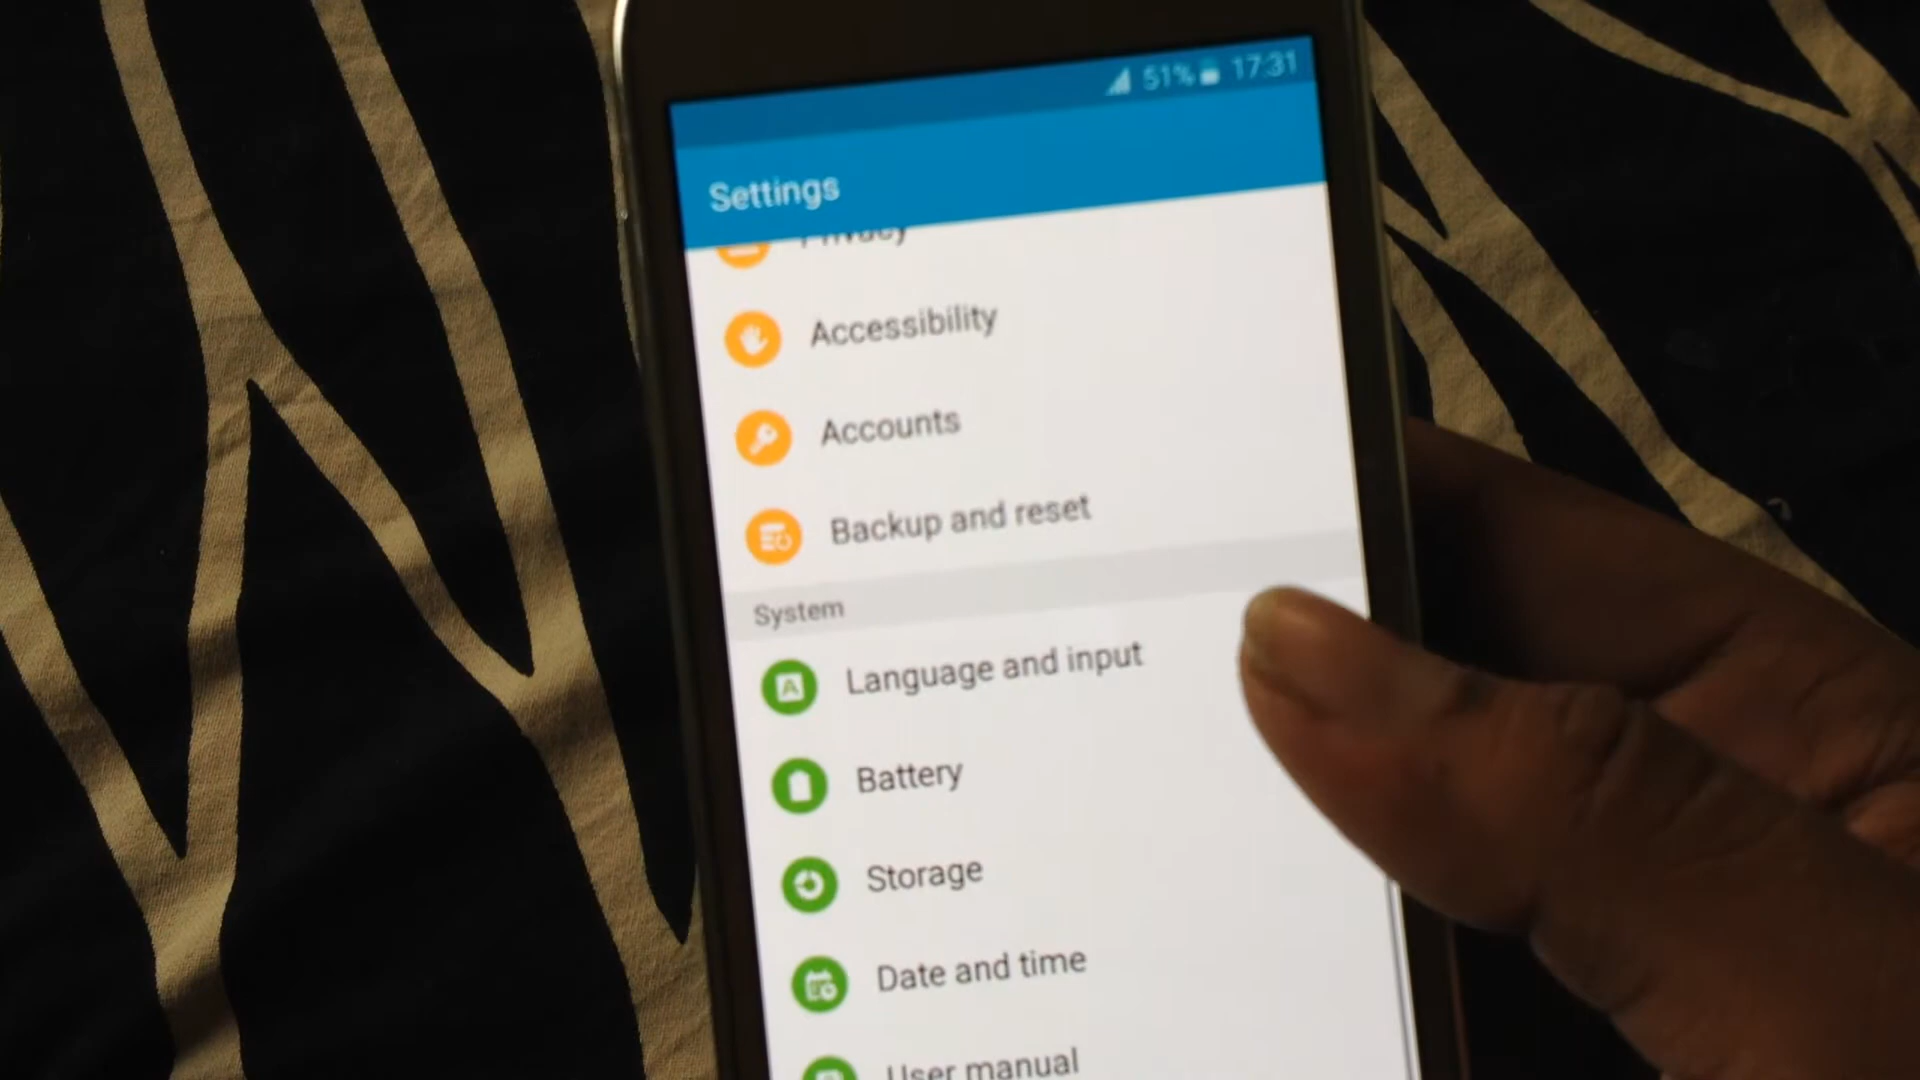 51% 17:31
Settings
Privacy
Accessibility
Accounts
Backup and reset
System
Language and input
Battery
Storage
Date and time
User manual